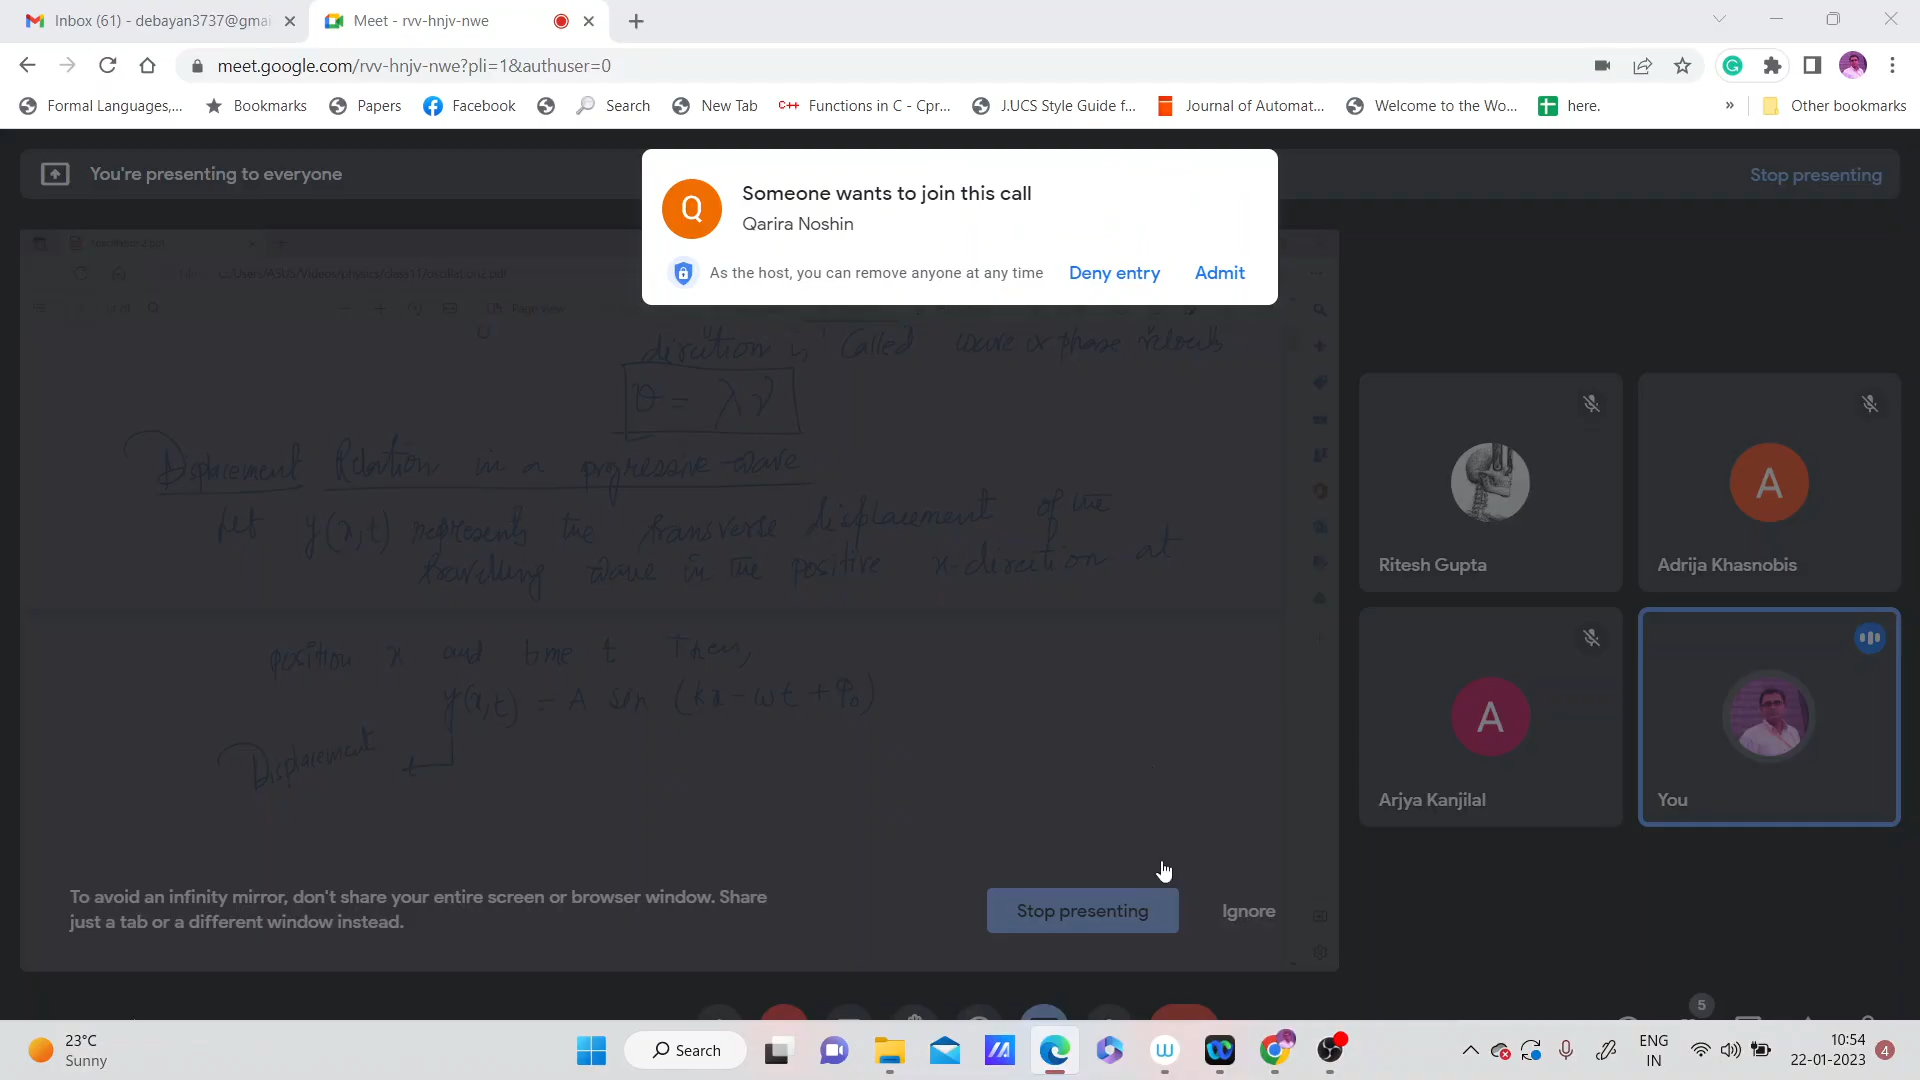 Inbox (61) - debayan3737@gmai
Meet - rvv-hnjv-nwe
meet.google.com/rvv-hnjv-nwe?pli=1&authuser=0
Formal Languages,...
Bookmarks
Papers
Facebook
Search
New Tab
C++ Functions in C - Cpr...
J.UCS Style Guide f...
Journal of Automat...
Welcome to the Wo...
here.
»
Other bookmarks
You're presenting to everyone
Stop presenting
Q
Someone wants to join this call
Qarira Noshin
As the host, you can remove anyone at any time
Deny entry
Admit
Page view
direction is called wave or phase velocity
v = λν
Displacement Relation in a progressive wave
Let y(x,t) represents the transverse displacement of the
travelling wave in the positive x-direction at
position x and time t Then,
y(x,t) = A sin (kx - ωt + φ₀)
Displacement
To avoid an infinity mirror, don't share your entire screen or browser window. Share
just a tab or a different window instead.
Stop presenting
Ignore
Ritesh Gupta
A
Adrija Khasnobis
A
Arjya Kanjilal
You
5
23°C
Sunny
Search
ENG
IN
10:54
22-01-2023
4